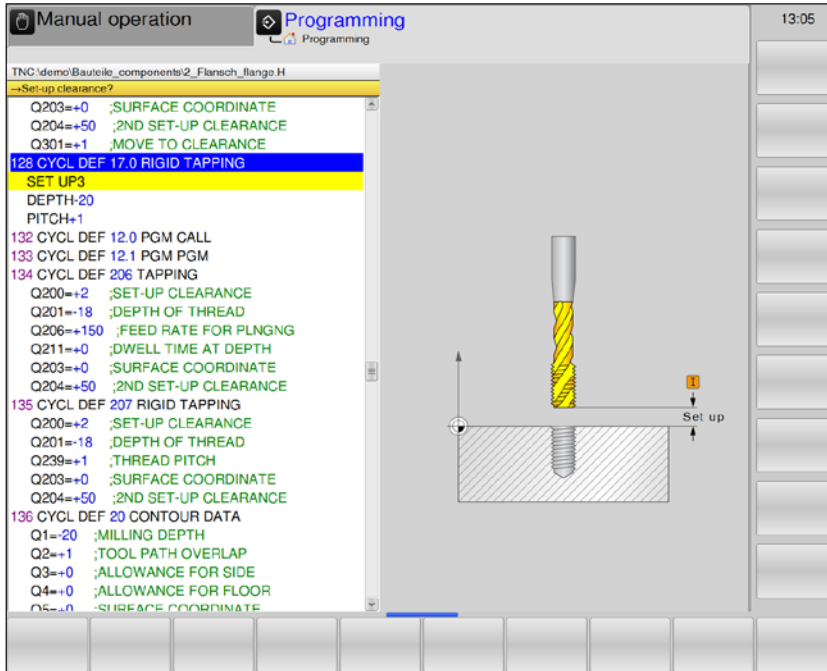 Manual operation
Programming
Programming
13:05
TNC:\demo\Bauteile_components\2_Flansch_flange.H
→Set-up clearance?
Q203=+0 ;SURFACE COORDINATE
Q204=+50 ;2ND SET-UP CLEARANCE
Q301=+1 ;MOVE TO CLEARANCE
128 CYCL DEF 17.0 RIGID TAPPING
SET UP3
DEPTH-20
PITCH+1
132 CYCL DEF 12.0 PGM CALL
133 CYCL DEF 12.1 PGM PGM
134 CYCL DEF 206 TAPPING
Q200=+2 ;SET-UP CLEARANCE
Q201=-18 ;DEPTH OF THREAD
Q206=+150 ;FEED RATE FOR PLNGNG
Q211=+0 ;DWELL TIME AT DEPTH
Q203=+0 ;SURFACE COORDINATE
Q204=+50 ;2ND SET-UP CLEARANCE
135 CYCL DEF 207 RIGID TAPPING
Q200=+2 ;SET-UP CLEARANCE
Q201=-18 ;DEPTH OF THREAD
Q239=+1 ;THREAD PITCH
Q203=+0 ;SURFACE COORDINATE
Q204=+50 ;2ND SET-UP CLEARANCE
136 CYCL DEF 20 CONTOUR DATA
Q1=-20 ;MILLING DEPTH
Q2=+1 ;TOOL PATH OVERLAP
Q3=+0 ;ALLOWANCE FOR SIDE
Q4=+0 ;ALLOWANCE FOR FLOOR
Q5=+0 ;SURFACE COORDINATE
I
Set up